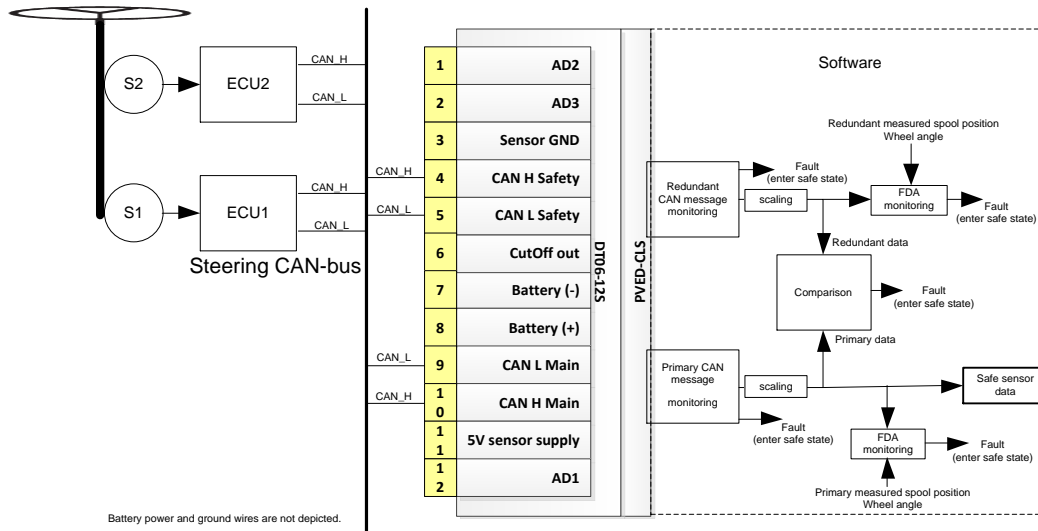 S2
ECU2
CAN_H
CAN_L
S1
ECU1
CAN_H
CAN_L
Steering CAN-bus
CAN_H
CAN_L
CAN_L
CAN_H
1 AD2
2 AD3
3 Sensor GND
4 CAN H Safety
5 CAN L Safety
6 CutOff out
7 Battery (-)
8 Battery (+)
9 CAN L Main
10 CAN H Main
11 5V sensor supply
12 AD1
DT06-12S
PVED-CLS
Software
Redundant
CAN message
monitoring
Fault
(enter safe state)
scaling
Redundant measured spool position
Wheel angle
FDA
monitoring
Fault
(enter safe state)
Redundant data
Comparison
Fault
(enter safe state)
Primary data
Primary CAN
message
monitoring
scaling
Fault
(enter safe state)
Safe sensor
data
FDA
monitoring
Fault
(enter safe state)
Primary measured spool position
Wheel angle
Battery power and ground wires are not depicted.